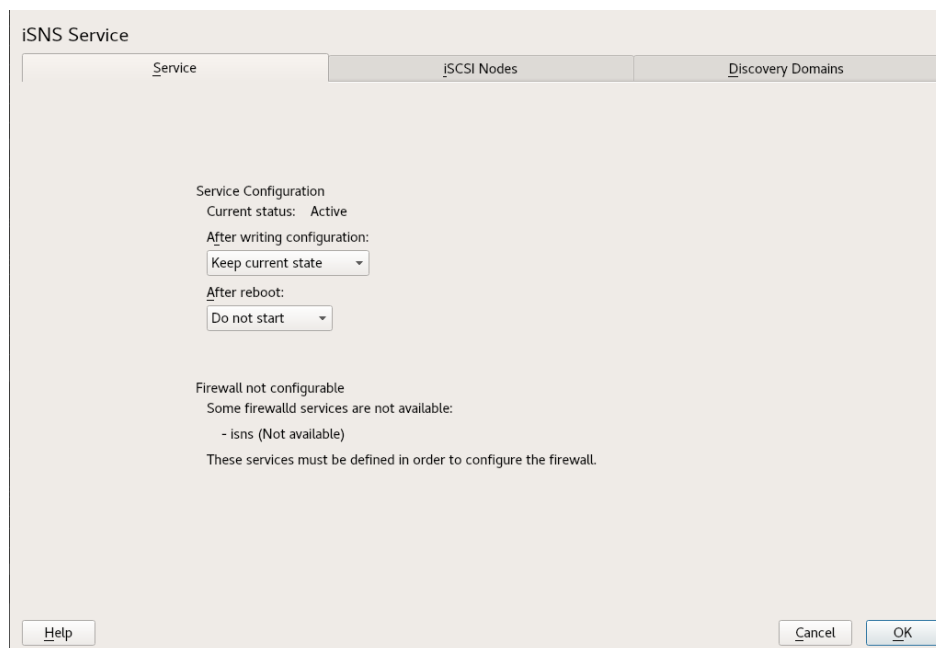 iSNS Service
Service
iSCSI Nodes
Discovery Domains
Service Configuration
Current status: Active
After writing configuration:
Keep current state
After reboot:
Do not start
Firewall not configurable
Some firewalld services are not available:
- isns (Not available)
These services must be defined in order to configure the firewall.
Help
Cancel
OK